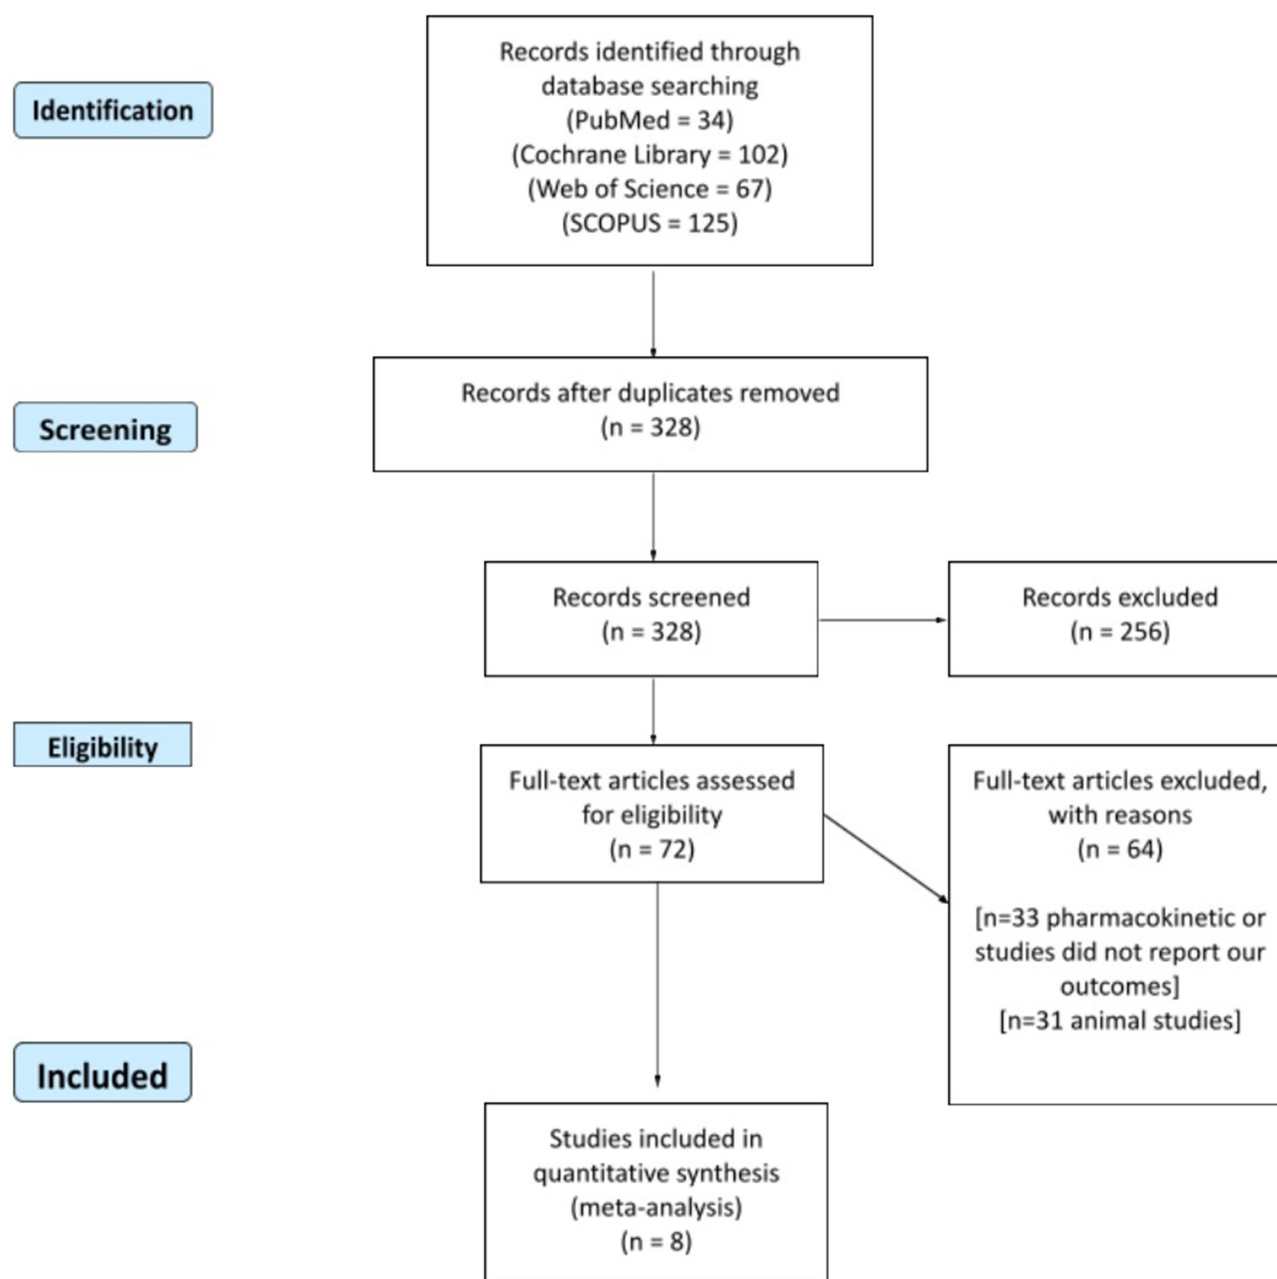 Identification
Records identified through
database searching
(PubMed = 34)
(Cochrane Library = 102)
(Web of Science = 67)
(SCOPUS = 125)
Screening
Records after duplicates removed
(n = 328)
Records screened
(n = 328)
Records excluded
(n = 256)
Eligibility
Full-text articles assessed
for eligibility
(n = 72)
Full-text articles excluded,
with reasons
(n = 64)
[n=33 pharmacokinetic or
studies did not report our
outcomes]
[n=31 animal studies]
Included
Studies included in
quantitative synthesis
(meta-analysis)
(n = 8)